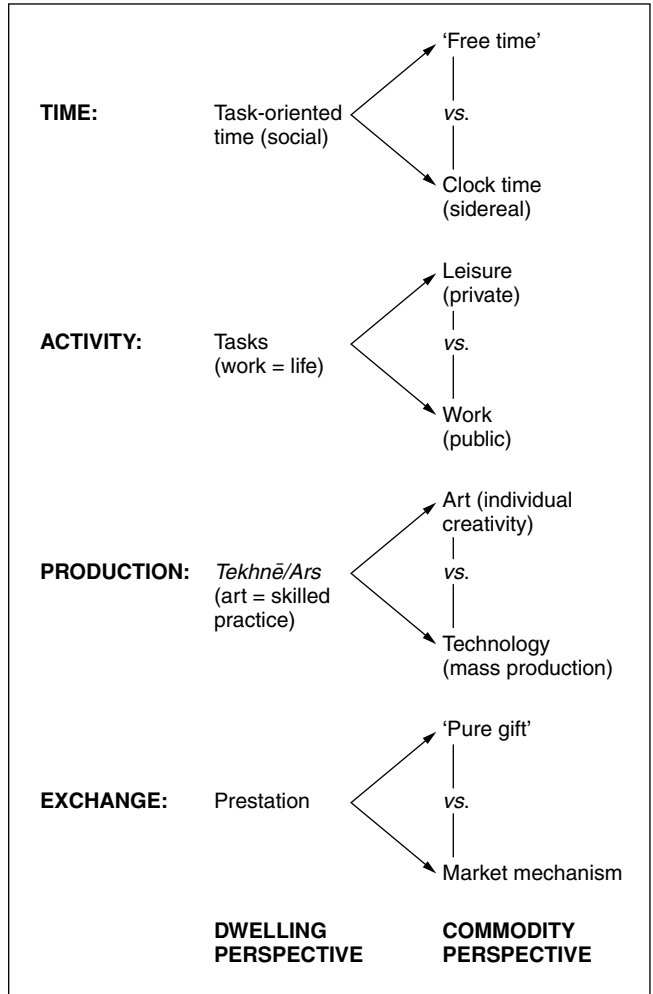 'Free time'
TIME: Task-oriented vs.
time (social)
Clock time
(sidereal)
Leisure
(private)
ACTIVITY: Tasks vs.
(work = life)
Work
(public)
Art (individual
creativity)
PRODUCTION: Tekhnē/Ars vs.
(art = skilled
practice)
Technology
(mass production)
'Pure gift'
EXCHANGE: Prestation vs.
Market mechanism
DWELLING COMMODITY
PERSPECTIVE PERSPECTIVE